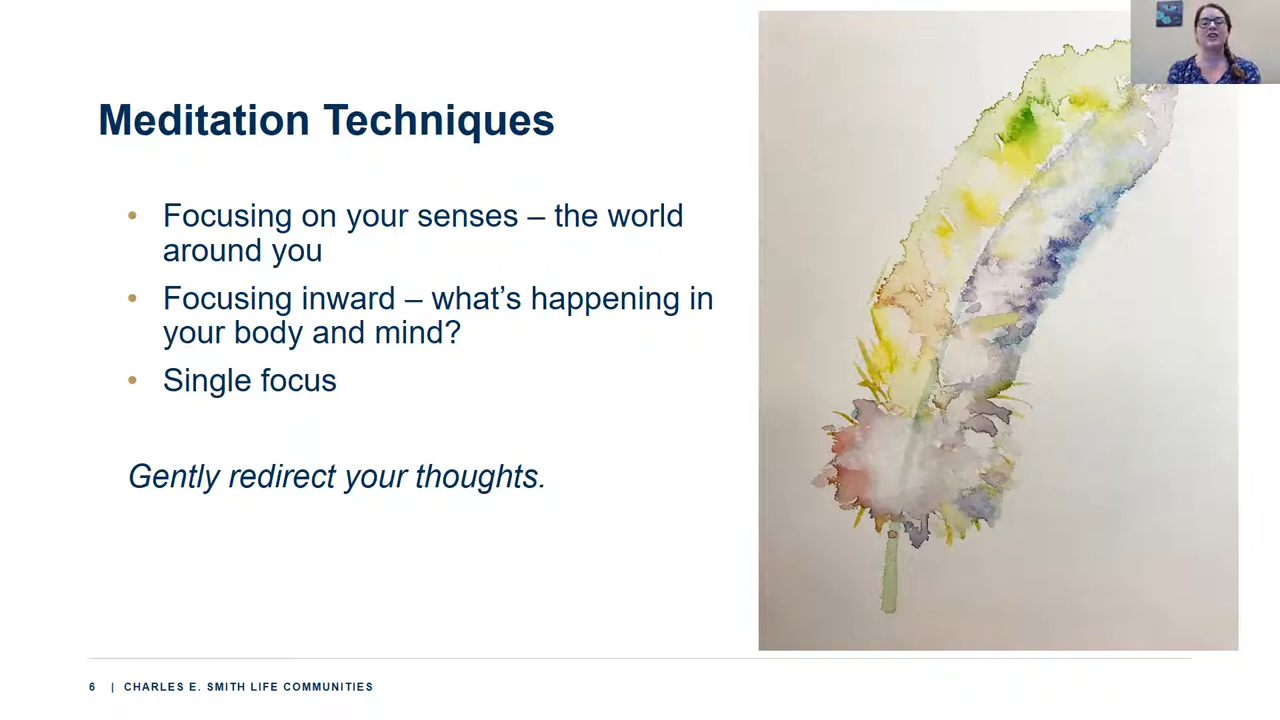 Meditation Techniques
• Focusing on your senses – the world
around you
• Focusing inward – what’s happening in
your body and mind?
• Single focus
Gently redirect your thoughts.
6 | CHARLES E. SMITH LIFE COMMUNITIES